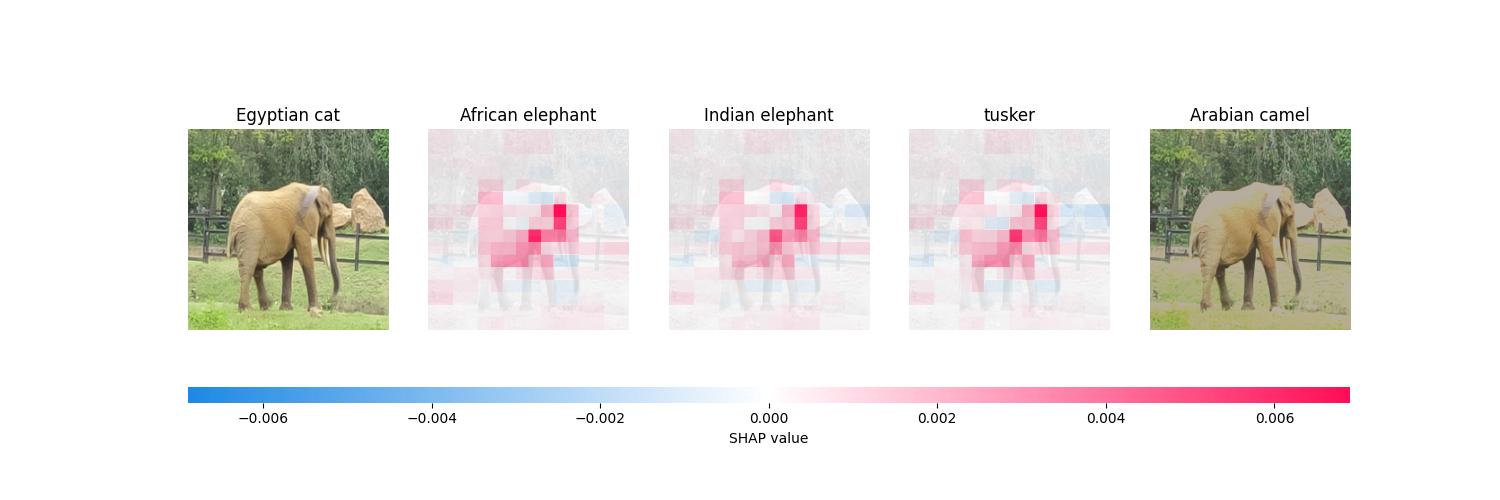 Egyptian cat
African elephant
Indian elephant
tusker
Arabian camel
−0.006 −0.004 −0.002 0.000 0.002 0.004 0.006
SHAP value